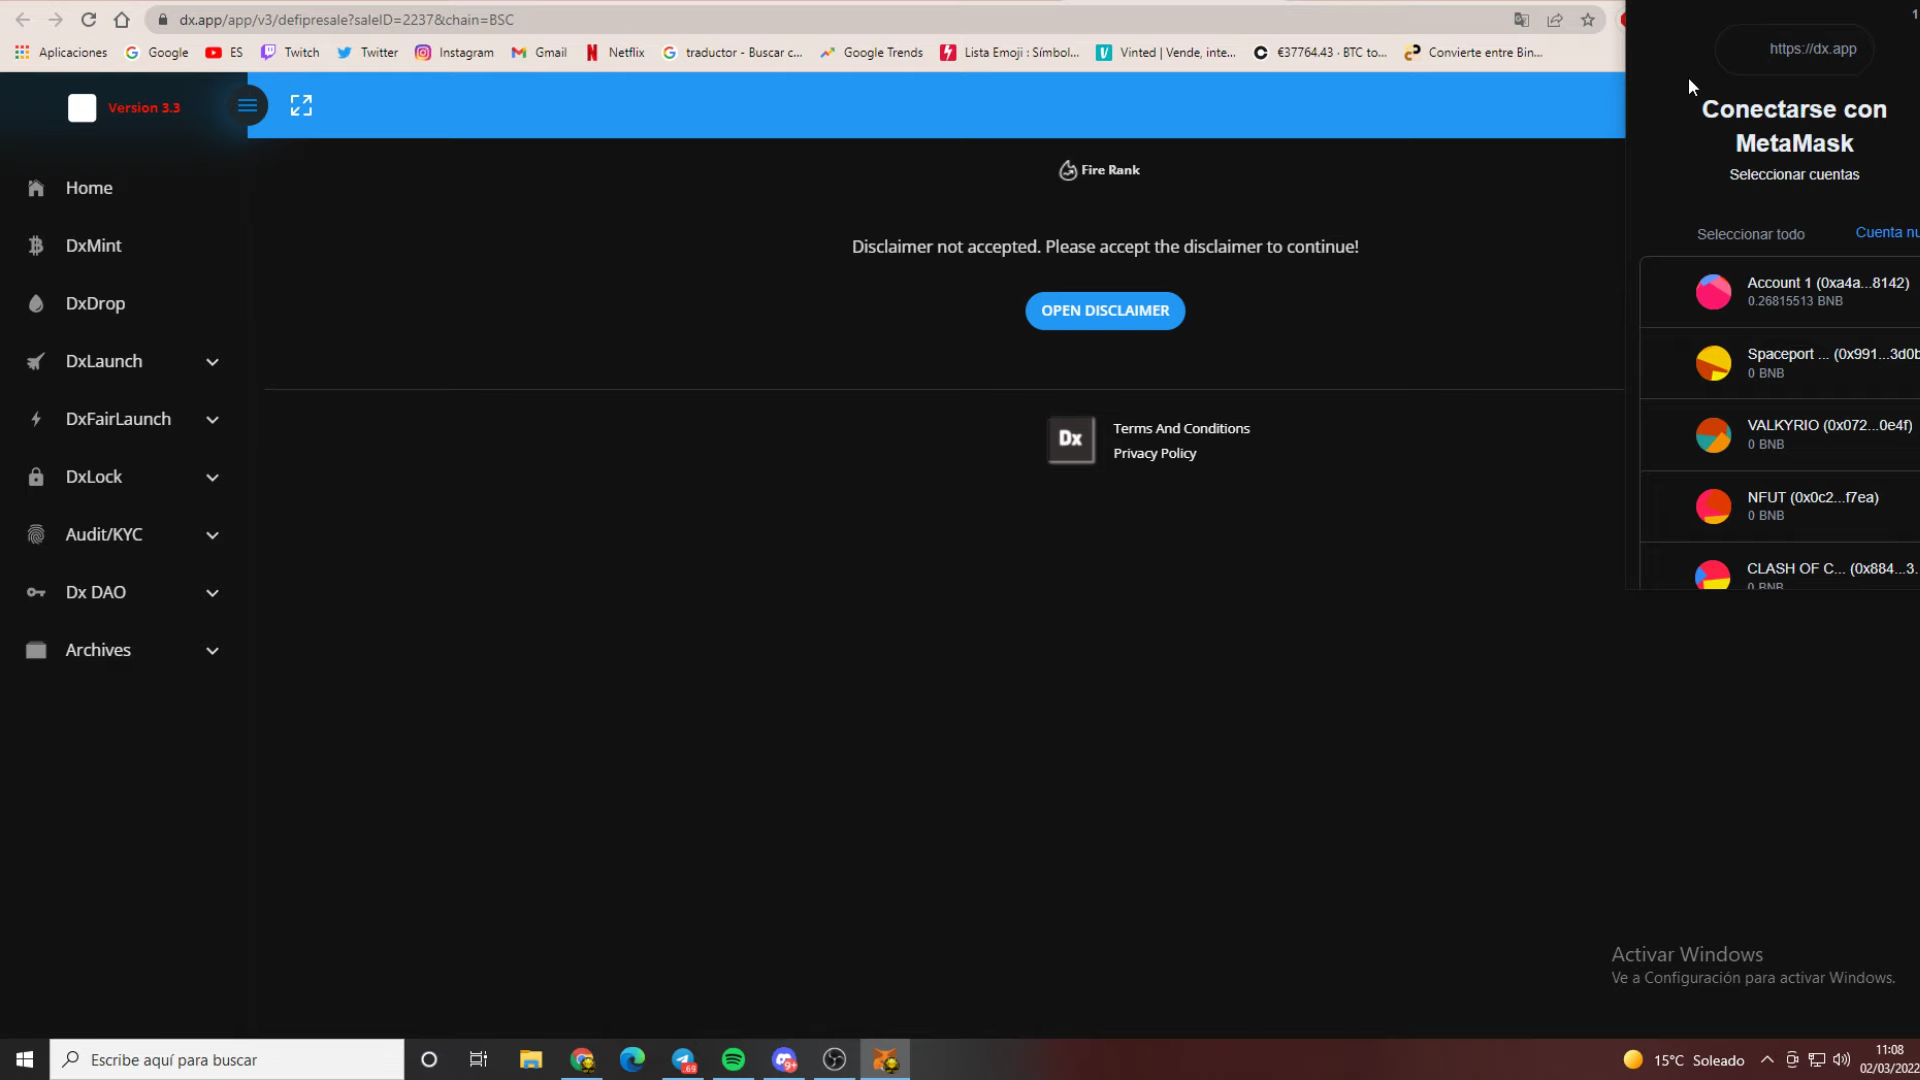 dx.app/app/v3/defipresale?saleID=2237&chain=BSC
Aplicaciones
Google
ES
Twitch
Twitter
Instagram
Gmail
Netflix
traductor - Buscar c...
Google Trends
Lista Emoji : Símbol...
Vinted | Vende, inte...
€37764.43 · BTC to...
Convierte entre Bin...
Version 3.3
Home
DxMint
DxDrop
DxLaunch
DxFairLaunch
DxLock
Audit/KYC
Dx DAO
Archives
Fire Rank
Disclaimer not accepted. Please accept the disclaimer to continue!
OPEN DISCLAIMER
Dx
Terms And Conditions
Privacy Policy
1
https://dx.app
Conectarse con
MetaMask
Seleccionar cuentas
Seleccionar todo
Cuenta nu
Account 1 (0xa4a...8142)
0.26815513 BNB
Spaceport ... (0x991...3d0b
0 BNB
VALKYRIO (0x072...0e4f)
0 BNB
NFUT (0x0c2...f7ea)
0 BNB
CLASH OF C... (0x884...3.
0 BNB
Activar Windows
Ve a Configuración para activar Windows.
Escribe aquí para buscar
69
9+
15°C Soleado
11:08
02/03/2022